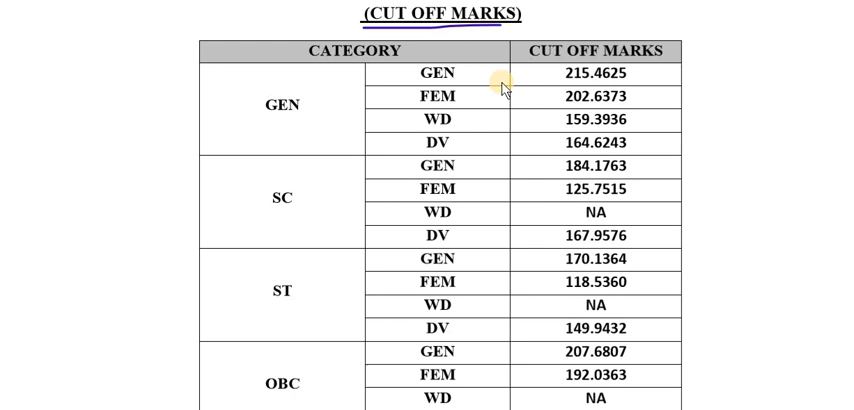 (CUT OFF MARKS)
CATEGORY CUT OFF MARKS
GEN GEN 215.4625
FEM 202.6373
WD 159.3936
DV 164.6243
SC GEN 184.1763
FEM 125.7515
WD NA
DV 167.9576
ST GEN 170.1364
FEM 118.5360
WD NA
DV 149.9432
OBC GEN 207.6807
FEM 192.0363
WD NA